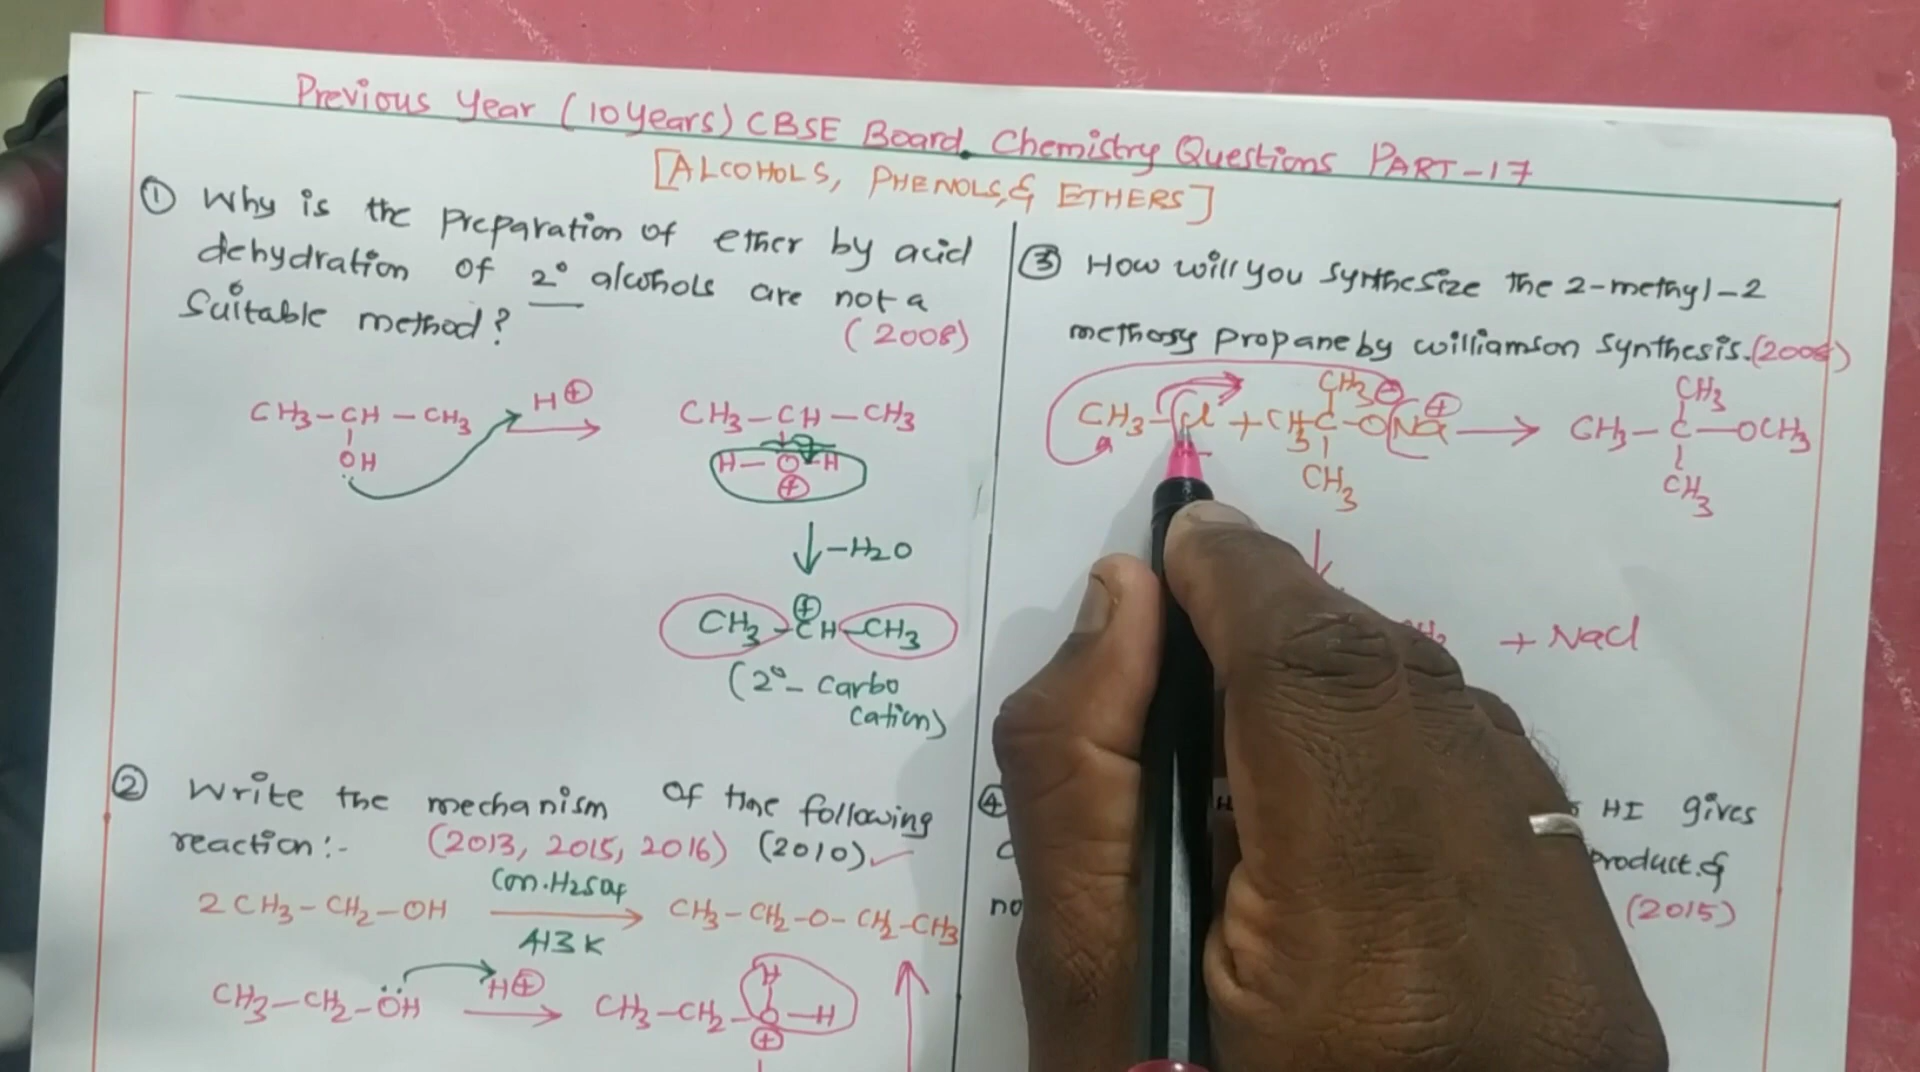 Previous Year (10 years) CBSE Board Chemistry Questions PART-17
[ALCOHOLS, PHENOLS, & ETHERS]
① Why is the preparation of ether by acid
dehydration of 2° alcohols are not a
Suitable method?
(2008)
CH3-CH-CH3 H⊕ CH3-CH-CH3
OH
H-O-H
⊕
-H2O
CH3-CH-CH3
⊕
(2°- Carbo
cation)
② Write the mechanism of the following
reaction:- (2013, 2015, 2016) (2010)✓
Con.H2SO4
2CH3-CH2-OH → CH3-CH2-O-CH2-CH3
413 K
CH3-CH2-ÖH H⊕ → CH3-CH2-O-H
H
⊕
③ How will you synthesize the 2-methyl-2
methoxy propane by williamson synthesis.(2008)
CH3 ⊖ ⊕ CH3
CH3-Cl + CH3-C-ONa → CH3-C-OCH3
CH3 CH3
+ NaCl
④ HI gives
product &
no (2015)